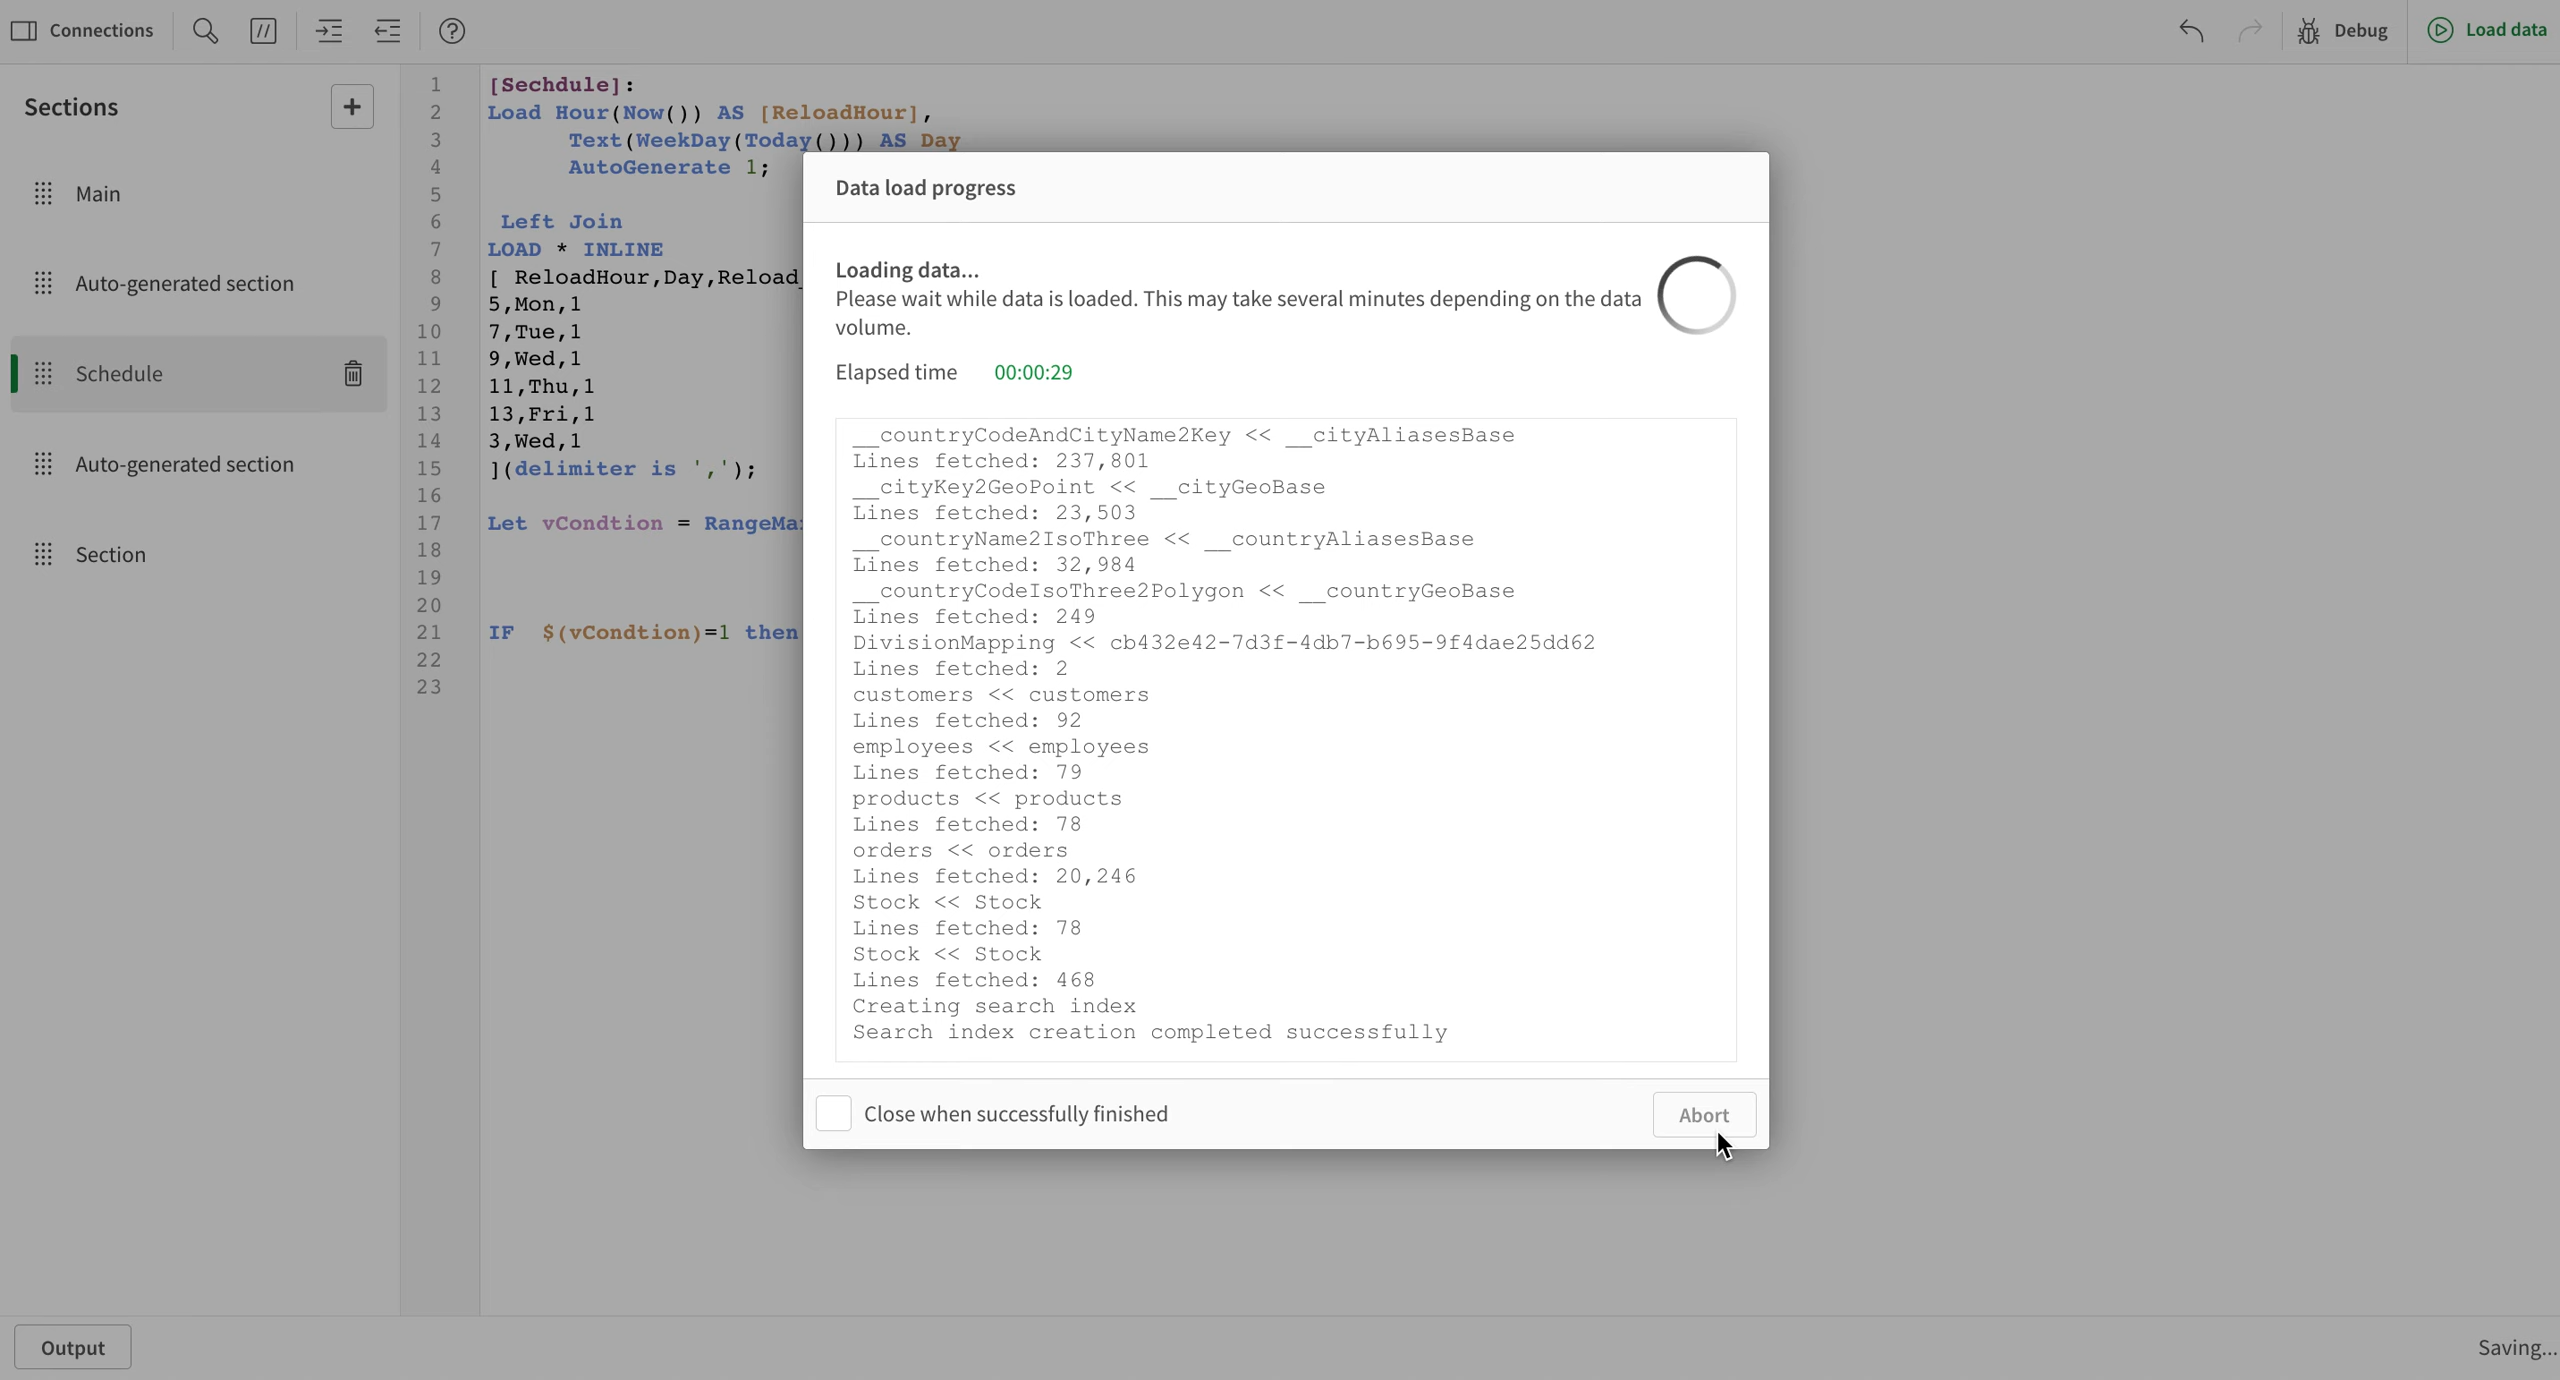 Connections
//
?
Debug
Load data
Sections
+
Main
Auto-generated section
Schedule
Auto-generated section
Section
1 [Sechdule]:
2 Load Hour(Now()) AS [ReloadHour],
3 Text(WeekDay(Today())) AS Day
4 AutoGenerate 1;
5
6 Left Join
7 LOAD * INLINE
8 [ ReloadHour,Day,Reload_
9 5,Mon,1
10 7,Tue,1
11 9,Wed,1
12 11,Thu,1
13 13,Fri,1
14 3,Wed,1
15 ](delimiter is ',');
16
17 Let vCondtion =
18
19
20
21 IF $(vCondtion)=1 then
22
23
Data load progress
Loading data...
Please wait while data is loaded. This may take several minutes depending on the data
volume.
Elapsed time 00:00:29
__countryCodeAndCityName2Key << __cityAliasesBase
Lines fetched: 237,801
__cityKey2GeoPoint << __cityGeoBase
Lines fetched: 23,503
__countryName2IsoThree << __countryAliasesBase
Lines fetched: 32,984
__countryCodeIsoThree2Polygon << __countryGeoBase
Lines fetched: 249
DivisionMapping << cb432e42-7d3f-4db7-b695-9f4dae25dd62
Lines fetched: 2
customers << customers
Lines fetched: 92
employees << employees
Lines fetched: 79
products << products
Lines fetched: 78
orders << orders
Lines fetched: 20,246
Stock << Stock
Lines fetched: 78
Stock << Stock
Lines fetched: 468
Creating search index
Search index creation completed successfully
Close when successfully finished
Abort
Output
Saving...